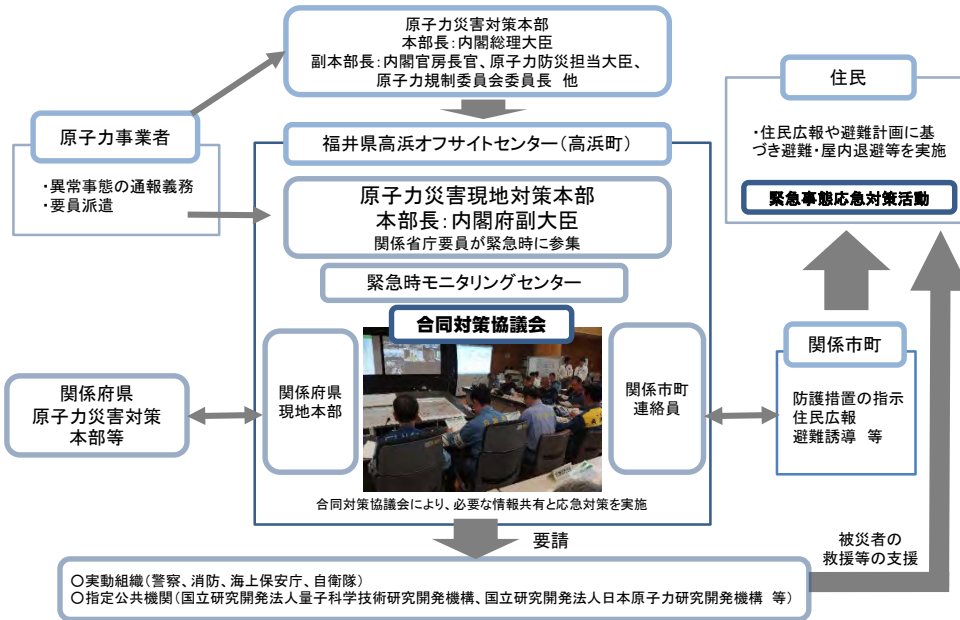 原子力災害対策本部
本部長：内閣総理大臣
副本部長：内閣官房長官、原子力防災担当大臣、
原子力規制委員会委員長　他
原子力事業者
・異常事態の通報義務
・要員派遣
福井県高浜オフサイトセンター（高浜町）
原子力災害現地対策本部
本部長：内閣府副大臣
関係省庁要員が緊急時に参集
緊急時モニタリングセンター
合同対策協議会
関係府県
現地本部
関係市町
連絡員
合同対策協議会により、必要な情報共有と応急対策を実施
関係府県
原子力災害対策
本部等
住民
・住民広報や避難計画に基
づき避難・屋内退避等を実施
緊急事態応急対策活動
関係市町
防護措置の指示
住民広報
避難誘導　等
要請
被災者の
救援等の支援
○実動組織（警察、消防、海上保安庁、自衛隊）
○指定公共機関（国立研究開発法人量子科学技術研究開発機構、国立研究開発法人日本原子力研究開発機構　等）